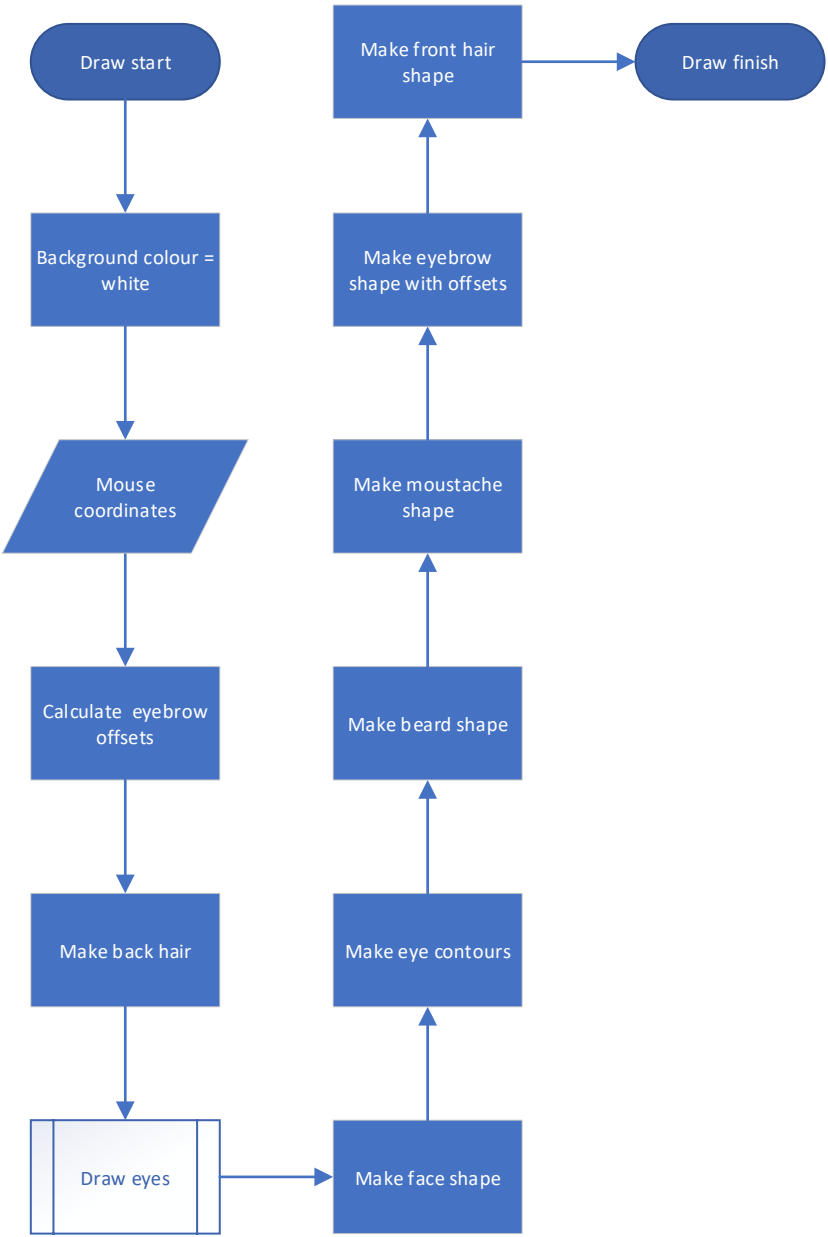 Draw start
Background colour =
white
Mouse
coordinates
Calculate eyebrow
offsets
Make back hair
Draw eyes
Make face shape
Make eye contours
Make beard shape
Make moustache
shape
Make eyebrow
shape with offsets
Make front hair
shape
Draw finish